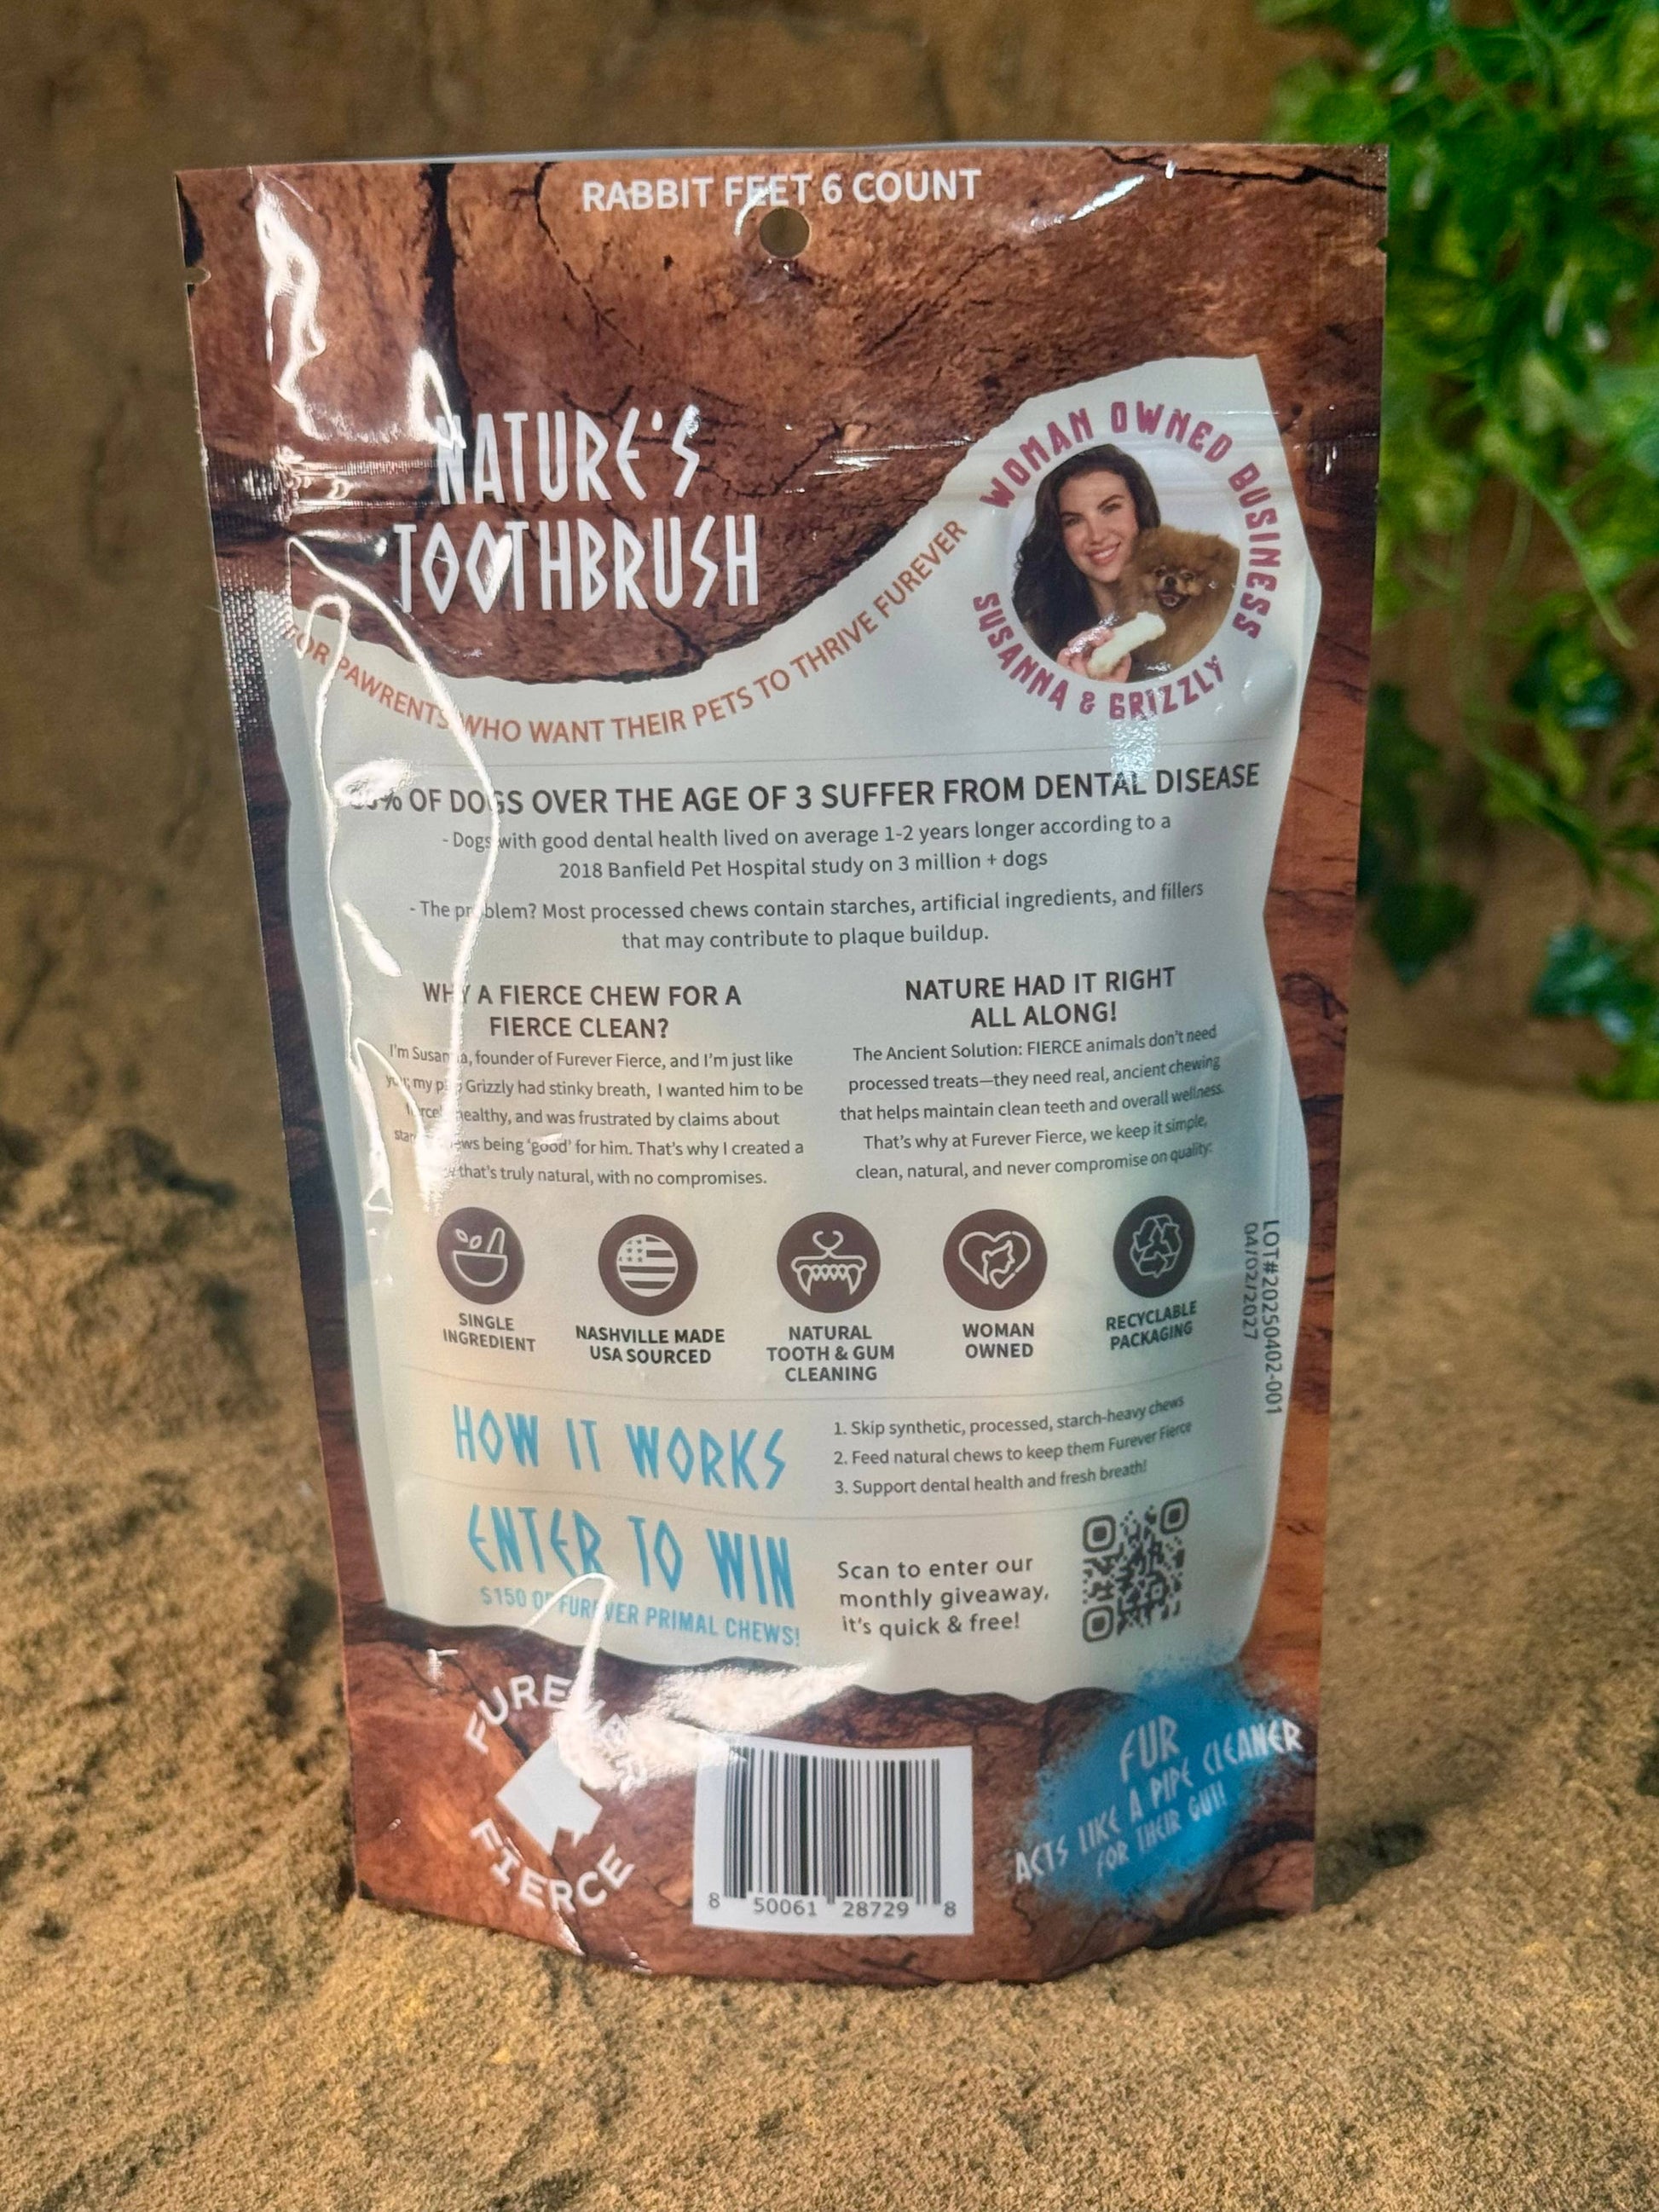 RABBIT FEET 6 COUNT
NATURE'S
TOOTHBRUSH
FOR PAWRENTS WHO WANT THEIR PETS TO THRIVE FUREVER
WOMAN OWNED BUSINESS
SUSANNA & GRIZZLY
% OF DOGS OVER THE AGE OF 3 SUFFER FROM DENTAL DISEASE
- Dogs with good dental health lived on average 1-2 years longer according to a
2018 Banfield Pet Hospital study on 3 million + dogs
- The problem? Most processed chews contain starches, artificial ingredients, and fillers
that may contribute to plaque buildup.
WHY A FIERCE CHEW FOR A
FIERCE CLEAN?
I'm Susanna, founder of Furever Fierce, and I'm just like
my Grizzly had stinky breath, I wanted him to be
healthy, and was frustrated by claims about
being 'good' for him. That's why I created a
that's truly natural, with no compromises.
NATURE HAD IT RIGHT
ALL ALONG!
The Ancient Solution: FIERCE animals don't need
processed treats—they need real, ancient chewing
that helps maintain clean teeth and overall wellness.
That's why at Furever Fierce, we keep it simple,
clean, natural, and never compromise on quality.
SINGLE
INGREDIENT
NASHVILLE MADE
USA SOURCED
NATURAL
TOOTH & GUM
CLEANING
WOMAN
OWNED
RECYCLABLE
PACKAGING
LOT#20250402-001
04/02/2027
HOW IT WORKS
1. Skip synthetic, processed, starch-heavy chews
2. Feed natural chews to keep them Furever Fierce
3. Support dental health and fresh breath!
ENTER TO WIN
$150 OF FUREVER PRIMAL CHEWS!
Scan to enter our
monthly giveaway,
it's quick & free!
FUREVER
FIERCE
8 50061 28729 8
FUR
ACTS LIKE A PIPE CLEANER
FOR THEIR GUT!